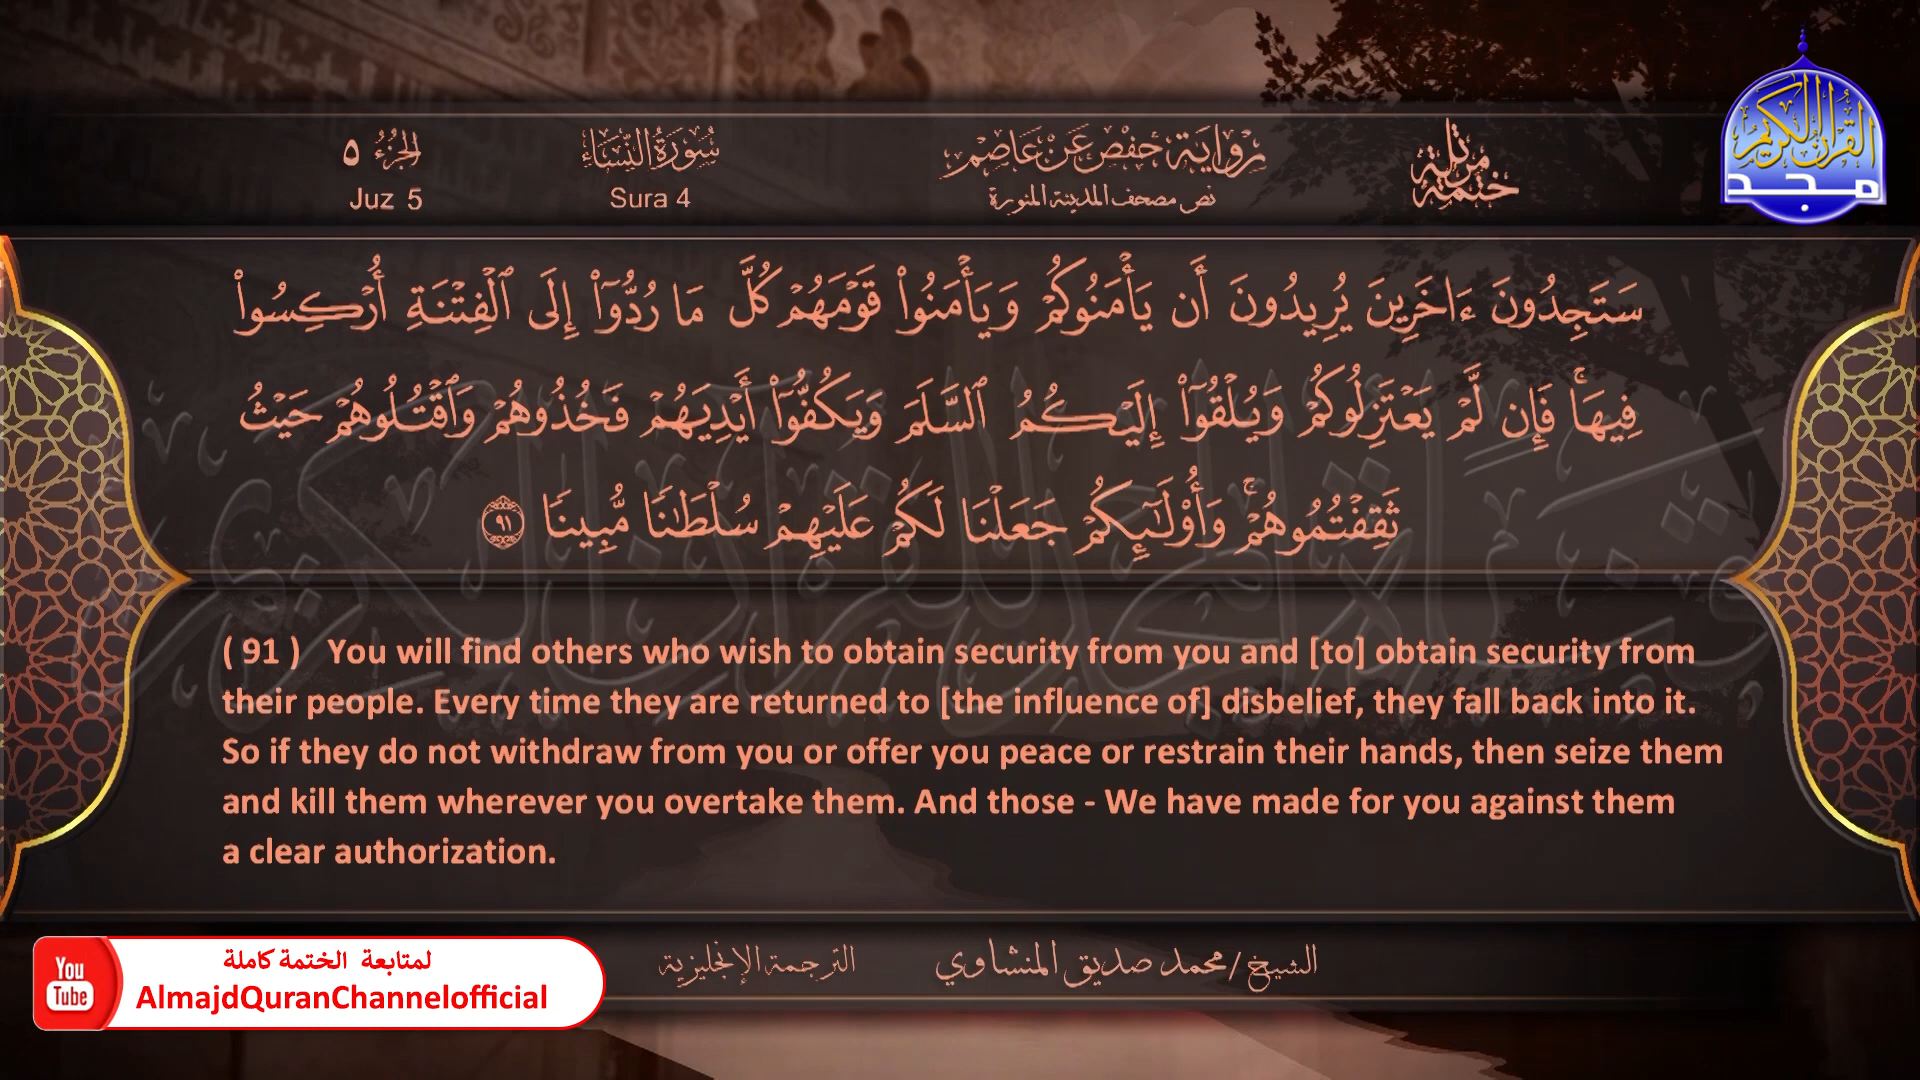 الجزء ٥
Juz 5
سورة النساء
Sura 4
رواية حفص عن عاصم
نص مصحف المدينة المنورة
ختمة مرتلة
القرآن الكريم
مجد
سَتَجِدُونَ ءَاخَرِينَ يُرِيدُونَ أَن يَأْمَنُوكُمْ وَيَأْمَنُوا۟ قَوْمَهُمْ كُلَّ مَا رُدُّوٓا۟ إِلَى ٱلْفِتْنَةِ أُرْكِسُوا۟
فِيهَا ۚ فَإِن لَّمْ يَعْتَزِلُوكُمْ وَيُلْقُوٓا۟ إِلَيْكُمُ ٱلسَّلَمَ وَيَكُفُّوٓا۟ أَيْدِيَهُمْ فَخُذُوهُمْ وَٱقْتُلُوهُمْ حَيْثُ
ثَقِفْتُمُوهُمْ ۚ وَأُو۟لَـٰٓئِكُمْ جَعَلْنَا لَكُمْ عَلَيْهِمْ سُلْطَـٰنًا مُّبِينًا ٩١
( 91 ) You will find others who wish to obtain security from you and [to] obtain security from
their people. Every time they are returned to [the influence of] disbelief, they fall back into it.
So if they do not withdraw from you or offer you peace or restrain their hands, then seize them
and kill them wherever you overtake them. And those - We have made for you against them
a clear authorization.
You
Tube
لمتابعة الختمة كاملة
AlmajdQuranChannelofficial
الترجمة الإنجليزية
الشيخ / محمد صديق المنشاوي